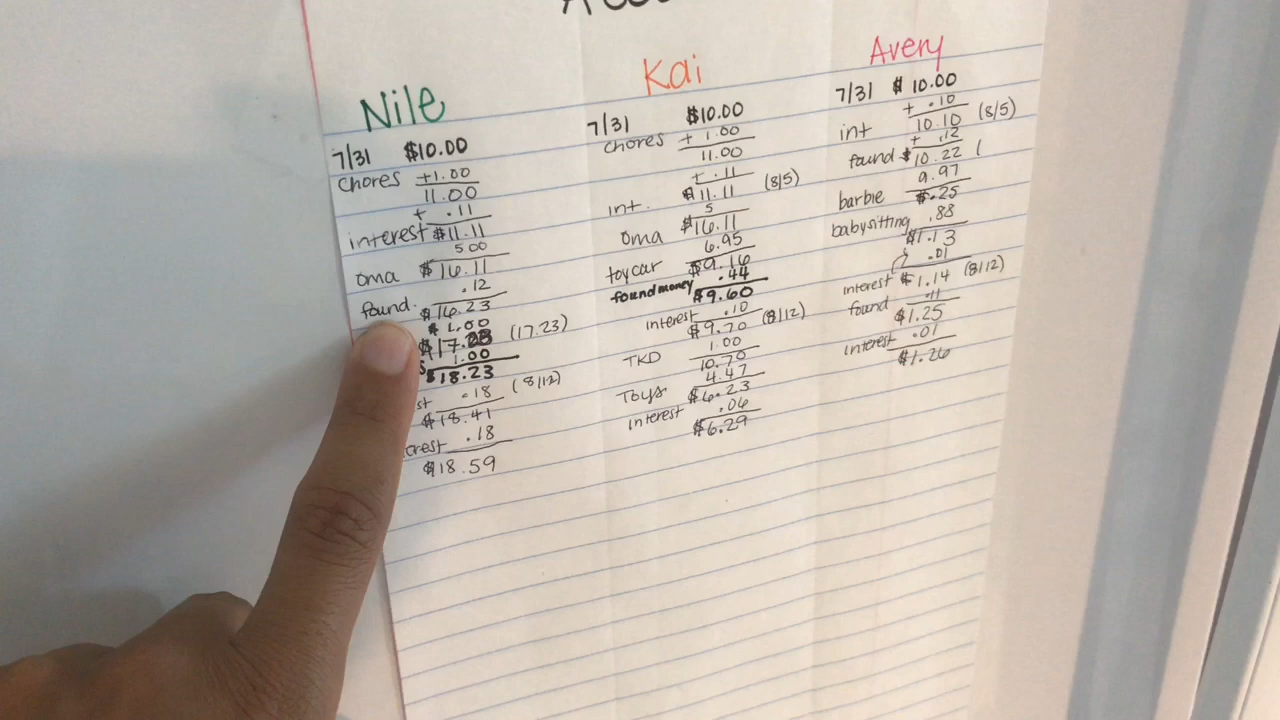 Nile
7/31 $10.00
chores +1.00
11.00
+ .11
interest $11.11
5.00
oma $16.11
.12
found. $16.23
$1.00
$17.23 (17.23)
1.00
$18.23
st .18 (8/12)
$18.41
erest .18
$18.59
Kai
7/31 $10.00
chores + 1.00
11.00
+ .11
int. $11.11 (8/5)
5
oma $16.11
6.95
toycar $9.16
found money .44
$9.60
interest .10
$9.70 (8/12)
TKD 1.00
10.70
4.47
Toys $6.23
interest .06
$6.29
Avery
7/31 $10.00
+ .10
int 10.10 (8/5)
+ .12
found $10.22 (
9.97
barbie $.25
babysitting .88
$1.13
.01
interest $1.14 (8/12)
found .11
$1.25
interest .01
$1.26